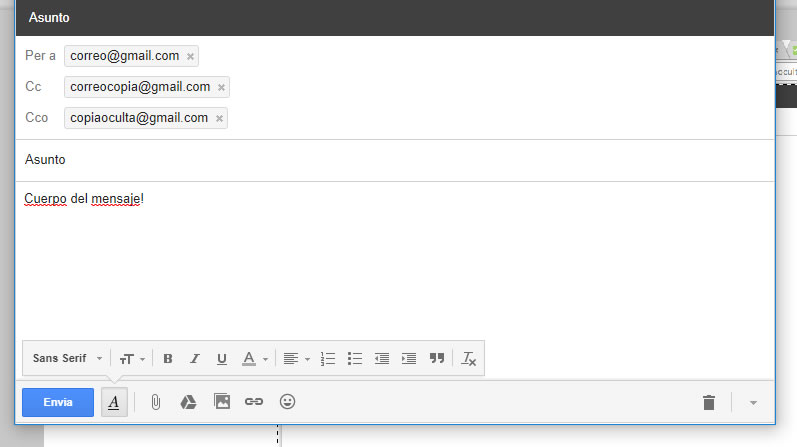 Asunto
Per a correo@gmail.com ×
Cc correocopia@gmail.com ×
Cco copiaoculta@gmail.com ×
Asunto
Cuerpo del mensaje!
Sans Serif
Envia